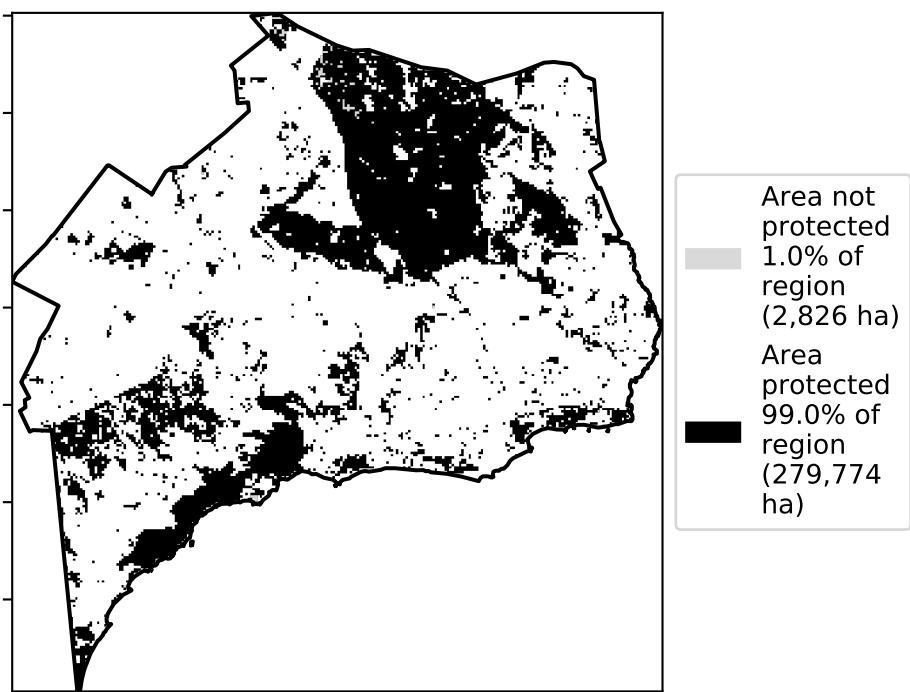 Area not
protected
1.0% of
region
(2,826 ha)
Area
protected
99.0% of
region
(279,774
ha)